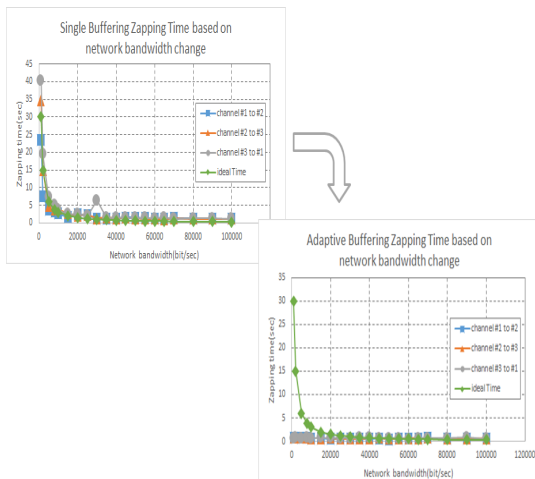 Single Buffering Zapping Time based on
network bandwidth change
Zapping time(sec)
45
40
35
30
25
20
15
10
5
0
channel #1 to #2
channel #2 to #3
channel #3 to #1
ideal Time
0
20000
40000
60000
80000
100000
Network bandwidth(bit/sec)
Adaptive Buffering Zapping Time based on
network bandwidth change
Zapping time(sec)
35
30
25
20
15
10
5
0
channel #1 to #2
channel #2 to #3
channel #3 to #1
ideal Time
0
20000
40000
60000
80000
100000
120000
Network bandwidth(bit/sec)